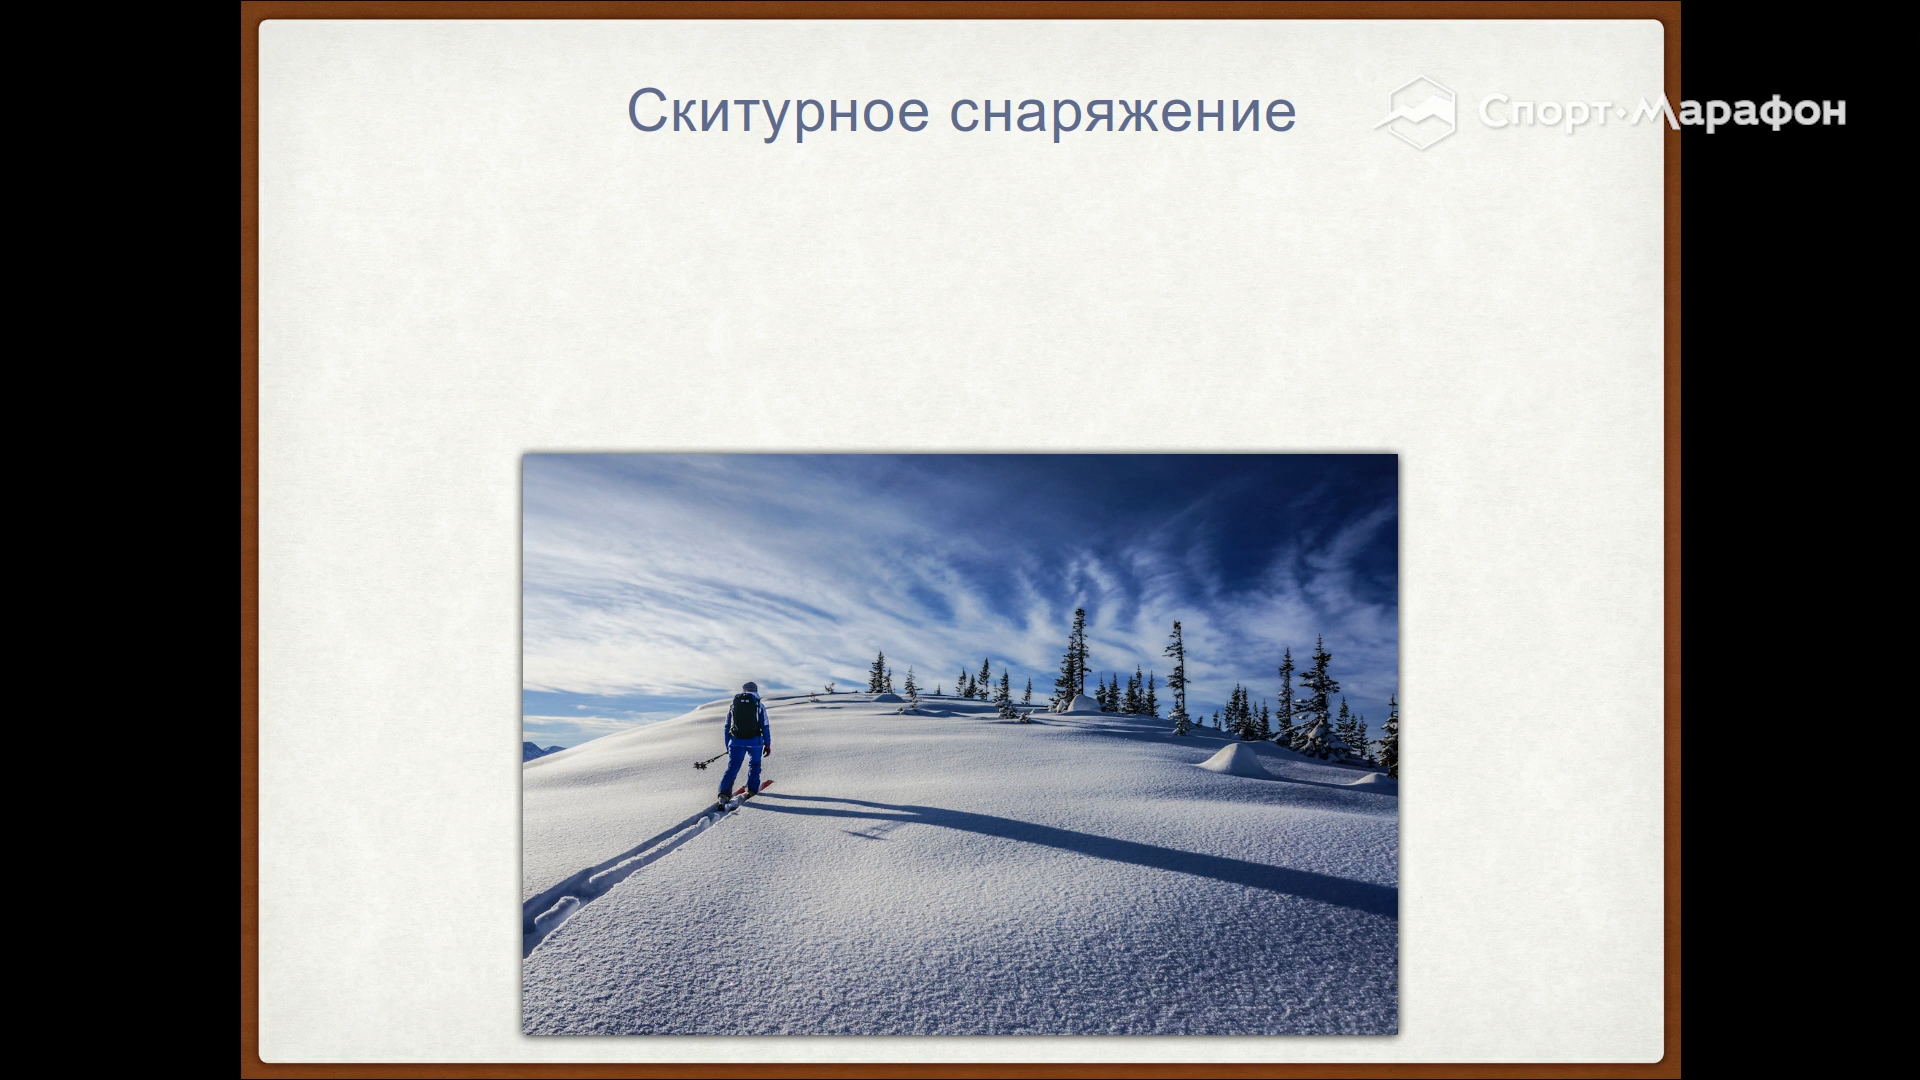 Скитурное снаряжение
Спорт·Марафон